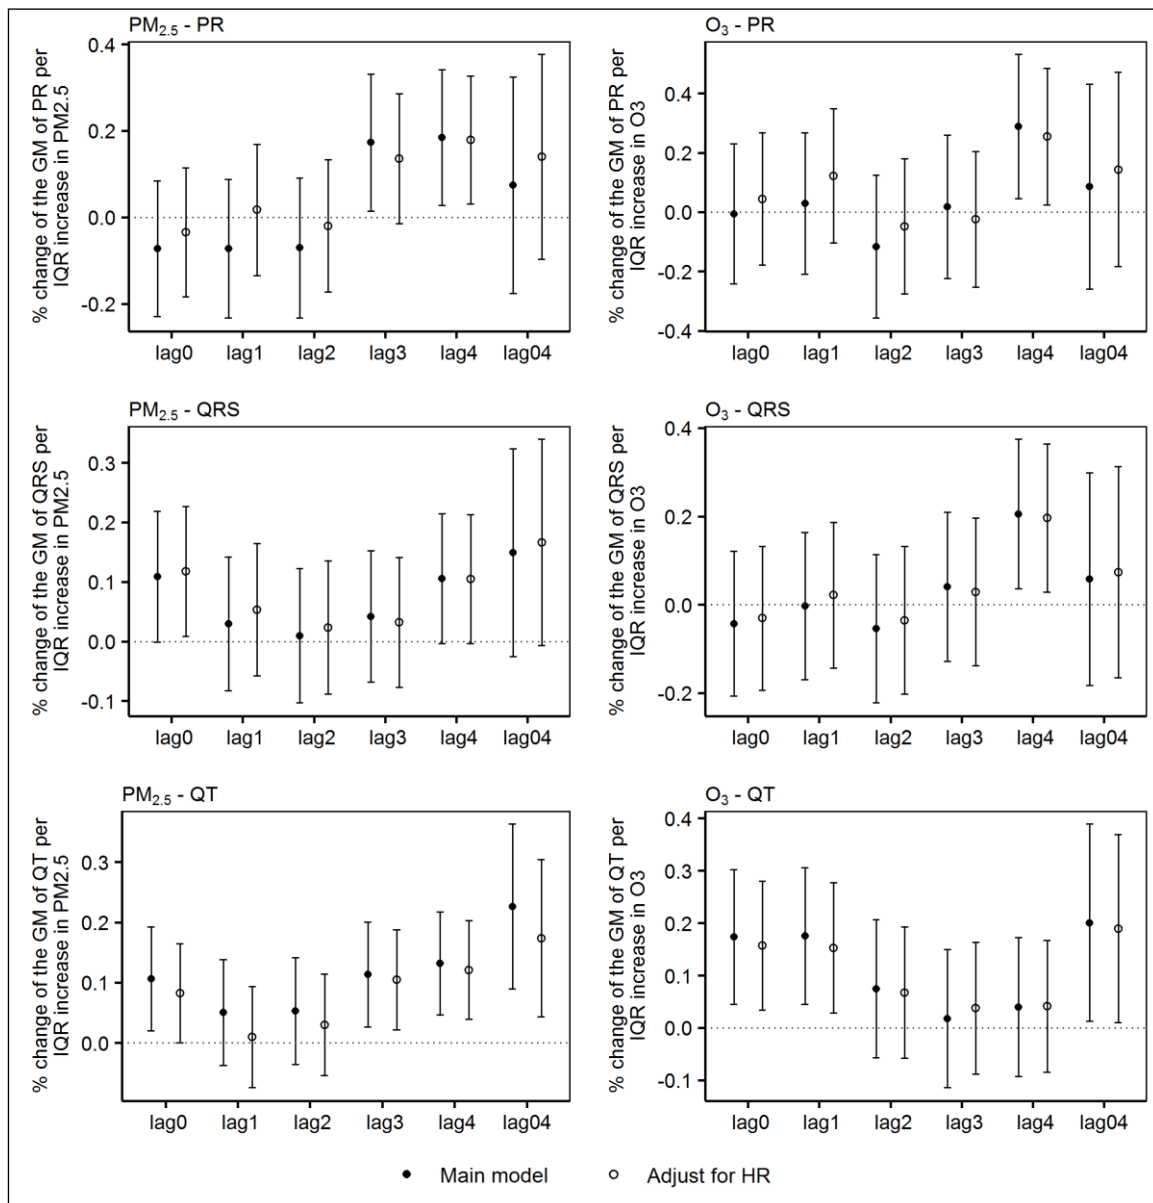 PM2.5 - PR
% change of the GM of PR per
IQR increase in PM2.5
0.4
0.2
0.0
-0.2
lag0 lag1 lag2 lag3 lag4 lag04
O3 - PR
% change of the GM of PR per
IQR increase in O3
0.4
0.2
0.0
-0.2
-0.4
lag0 lag1 lag2 lag3 lag4 lag04
PM2.5 - QRS
% change of the GM of QRS per
IQR increase in PM2.5
0.3
0.2
0.1
0.0
-0.1
lag0 lag1 lag2 lag3 lag4 lag04
O3 - QRS
% change of the GM of QRS per
IQR increase in O3
0.4
0.2
0.0
-0.2
lag0 lag1 lag2 lag3 lag4 lag04
PM2.5 - QT
% change of the GM of QT per
IQR increase in PM2.5
0.3
0.2
0.1
0.0
lag0 lag1 lag2 lag3 lag4 lag04
O3 - QT
% change of the GM of QT per
IQR increase in O3
0.4
0.3
0.2
0.1
0.0
-0.1
lag0 lag1 lag2 lag3 lag4 lag04
Main model Adjust for HR